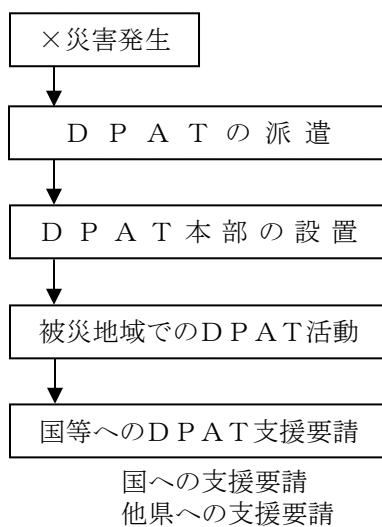 ×災害発生
ＤＰＡＴの派遣
ＤＰＡＴ本部の設置
被災地域でのＤＰＡＴ活動
国等へのＤＰＡＴ支援要請
国への支援要請
他県への支援要請